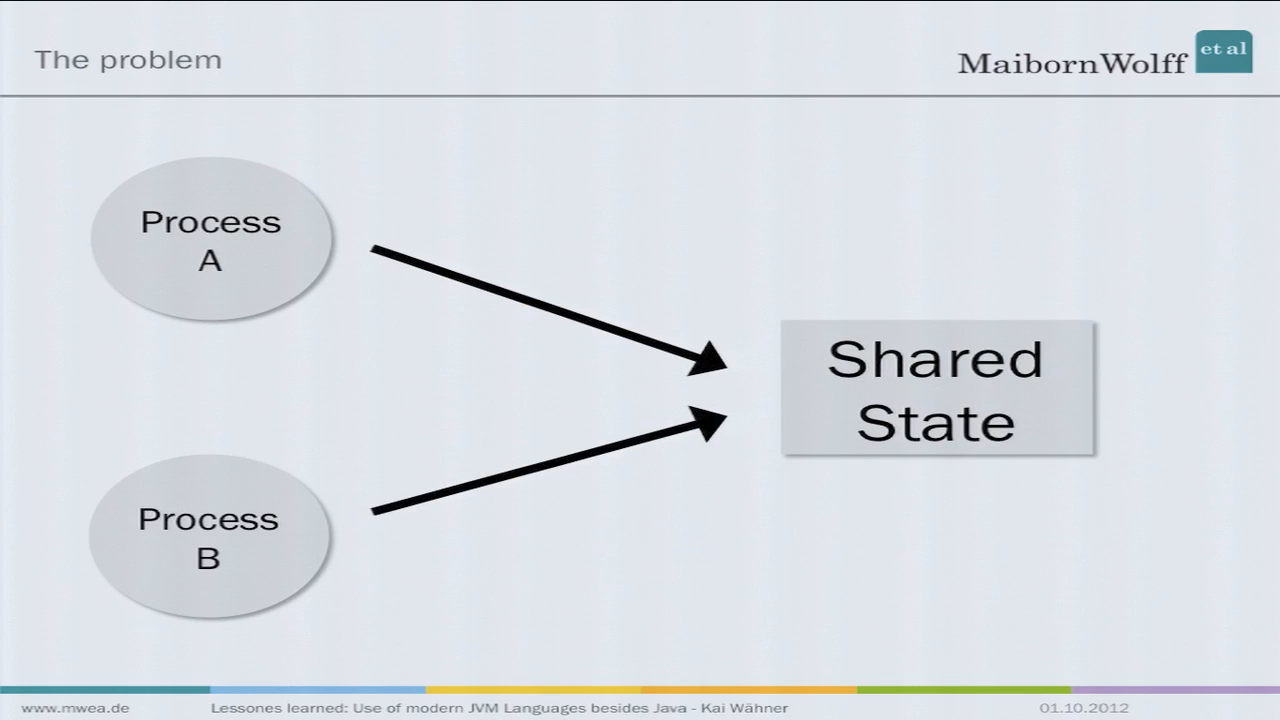 The problem
MaibornWolff et al
Process
A
Shared
State
Process
B
www.mwea.de
Lessones learned: Use of modern JVM Languages besides Java - Kai Wähner
01.10.2012